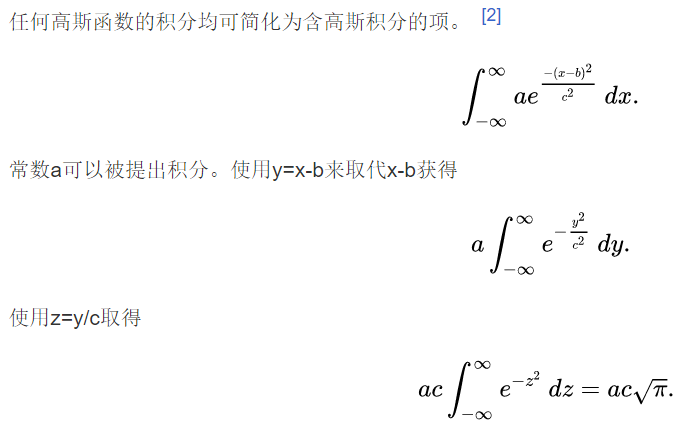 任何高斯函数的积分均可简化为含高斯积分的项。 [2]
$\int_{-\infty}^{\infty} ae^{\frac{-(x-b)^2}{c^2}}\, dx.$
常数a可以被提出积分。使用y=x-b来取代x-b获得
$a\int_{-\infty}^{\infty} e^{-\frac{y^2}{c^2}}\, dy.$
使用z=y/c取得
$ac\int_{-\infty}^{\infty} e^{-z^2}\, dz = ac\sqrt{\pi}.$